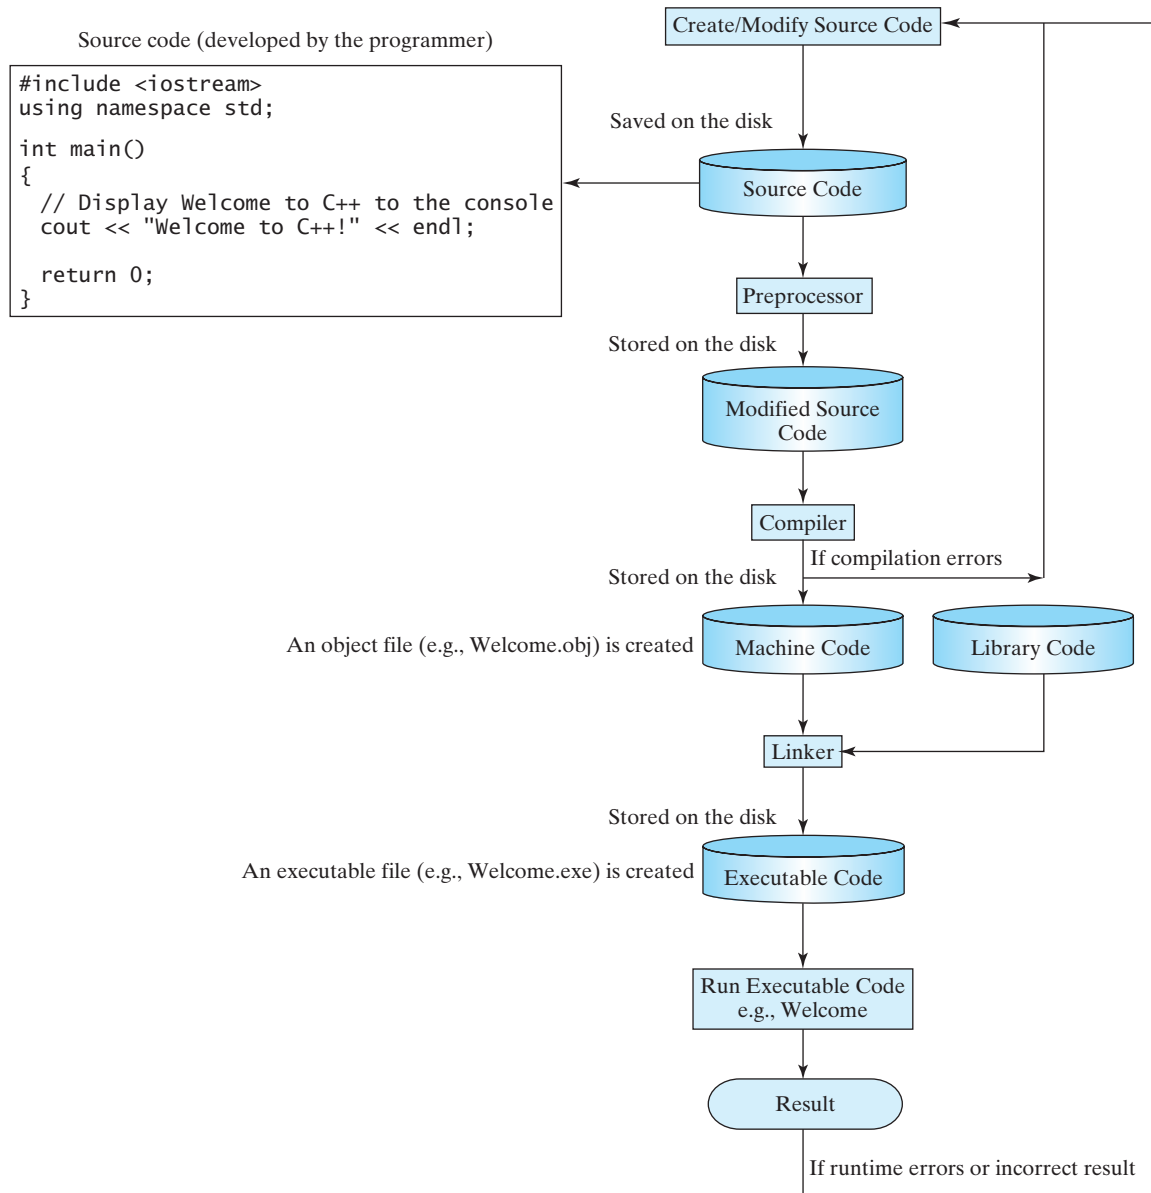 Create/Modify Source Code
Source code (developed by the programmer)
#include <iostream>
using namespace std;
int main()
{
// Display Welcome to C++ to the console
cout << "Welcome to C++!" << endl;
return 0;
}
Saved on the disk
Source Code
Preprocessor
Stored on the disk
Modified Source
Code
Compiler
If compilation errors
Stored on the disk
An object file (e.g., Welcome.obj) is created
Machine Code
Library Code
Linker
Stored on the disk
An executable file (e.g., Welcome.exe) is created
Executable Code
Run Executable Code
e.g., Welcome
Result
If runtime errors or incorrect result